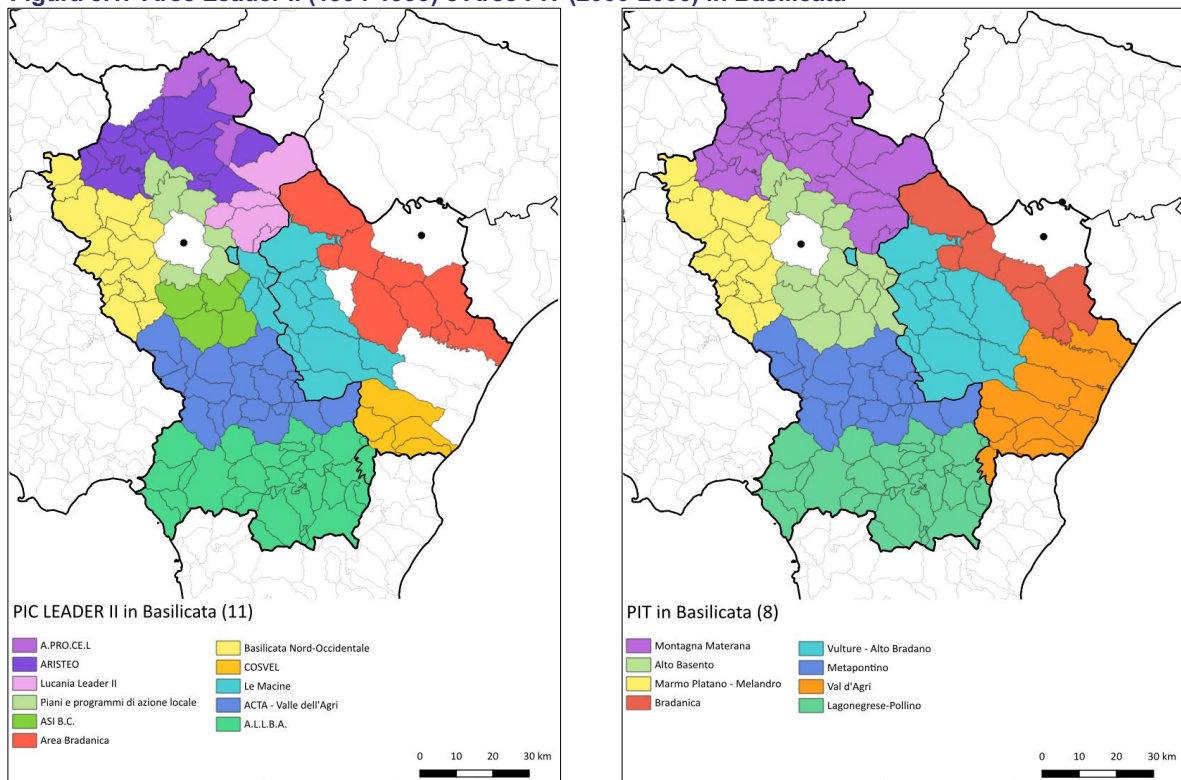 PIC LEADER II in Basilicata (11)
A.PRO.CE.L
ARISTEO
Lucania Leader II
Piani e programmi di azione locale
ASI B.C.
Area Bradanica
Basilicata Nord-Occidentale
COSVEL
Le Macine
ACTA - Valle dell'Agri
A.L.L.B.A.
0 10 20 30 km
PIT in Basilicata (8)
Montagna Materana
Alto Basento
Marmo Platano - Melandro
Bradanica
Vulture - Alto Bradano
Metapontino
Val d'Agri
Lagonegrese-Pollino
0 10 20 30 km